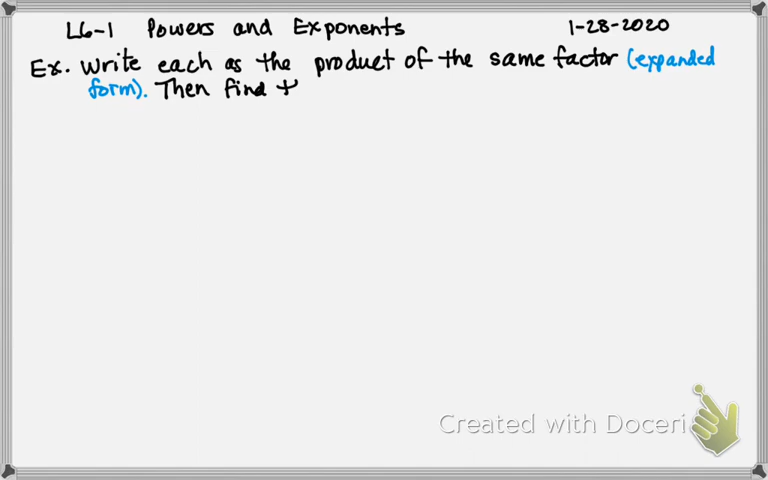 L6-1 Powers and Exponents 1-28-2020
Ex. Write each as the product of the same factor (expanded
form). Then find t
Created with Doceri